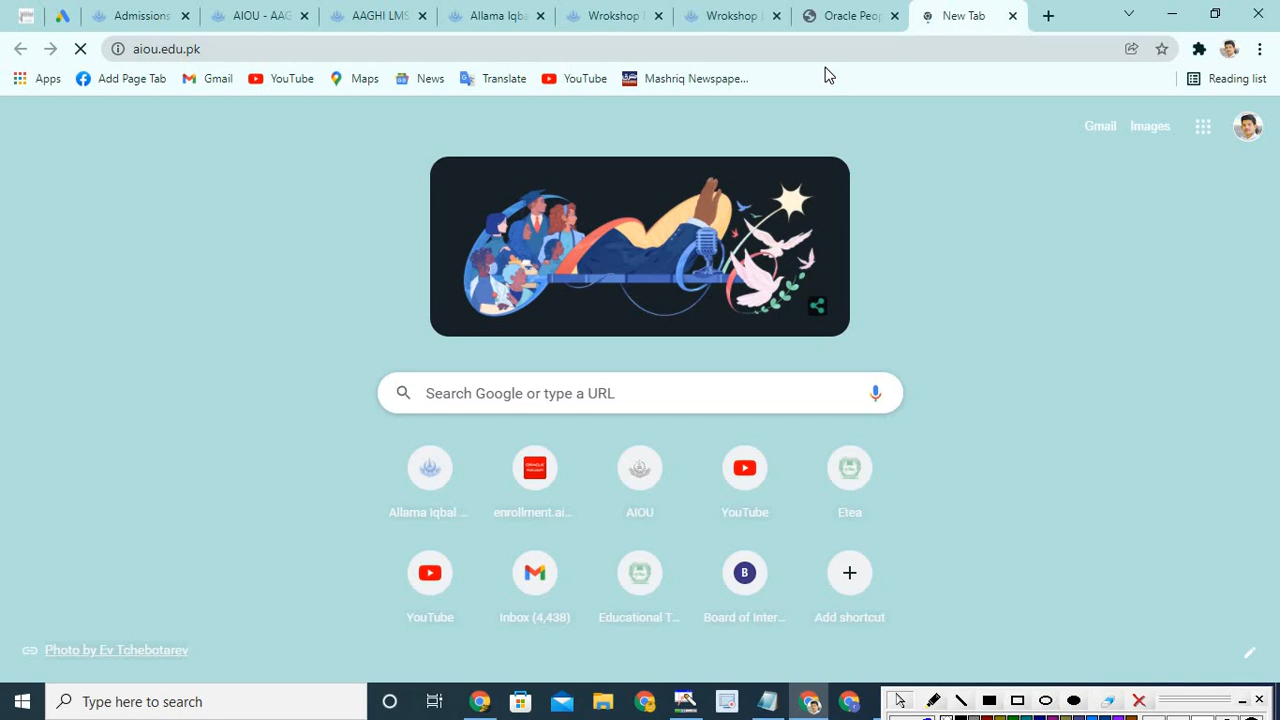 Admissions
AIOU - AAG
AAGHI LMS
Allama Iqba
Wrokshop
Wrokshop
Oracle Peop
New Tab
aiou.edu.pk
Apps
Add Page Tab
Gmail
YouTube
Maps
News
Translate
YouTube
Mashriq Newspape...
Reading list
Gmail
Images
Search Google or type a URL
Allama Iqbal ...
enrollment.ai...
AIOU
YouTube
Etea
YouTube
Inbox (4,438)
Educational T...
B
Board of Inter...
Add shortcut
Photo by Ev Tchebotarev
Type here to search